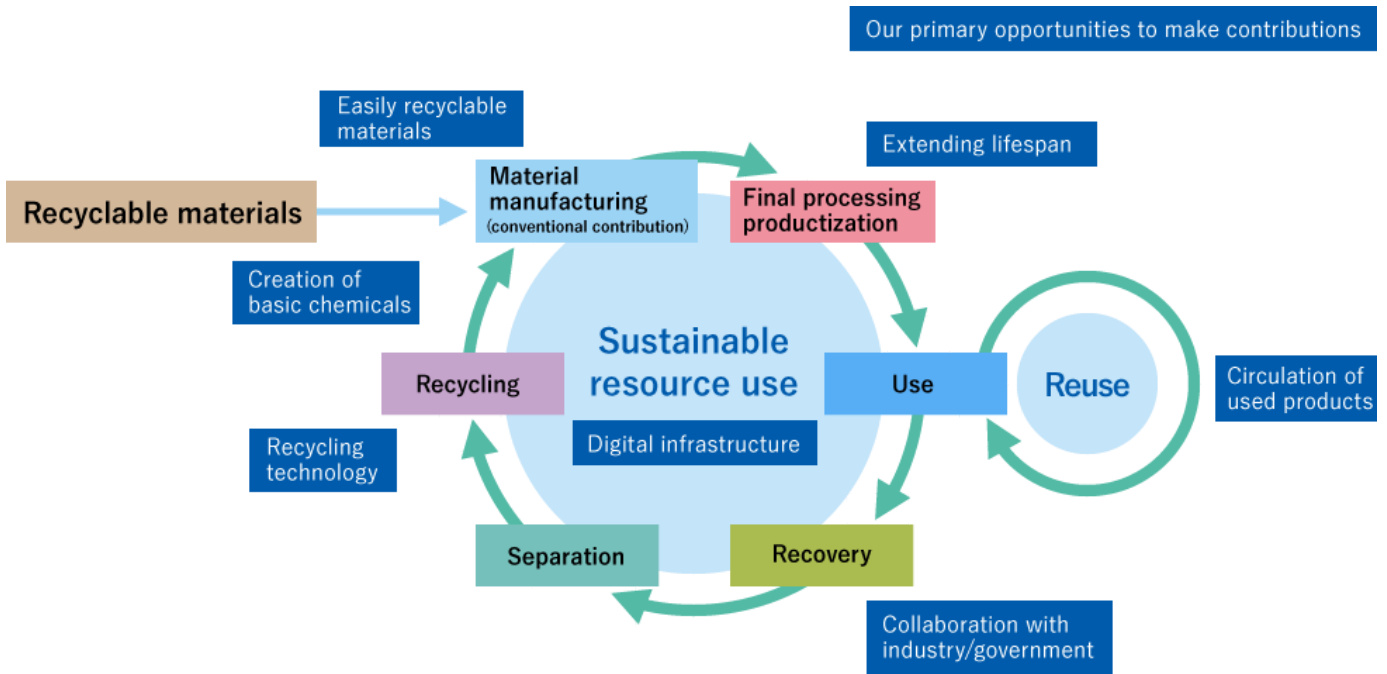 Our primary opportunities to make contributions
Easily recyclable
materials
Extending lifespan
Material
manufacturing
(conventional contribution)
Final processing
productization
Recyclable materials
Creation of
basic chemicals
Sustainable
resource use
Recycling
Use
Reuse
Circulation of
used products
Digital infrastructure
Recycling
technology
Separation
Recovery
Collaboration with
industry/government